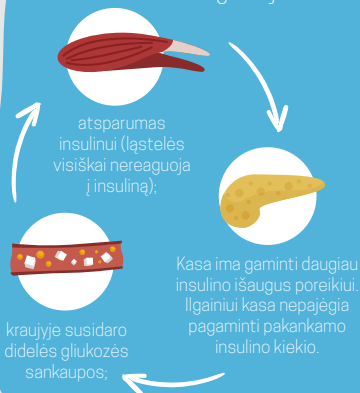 atsparumas
insulinui (ląstelės
visiškai nereaguoja
į insuliną);
Kasa ima gaminti daugiau
insulino išaugus poreikiui.
Ilgainiui kasa nepajėgia
pagaminti pakankamo
insulino kiekio.
kraujyje susidaro
didelės gliukozės
sankaupos;